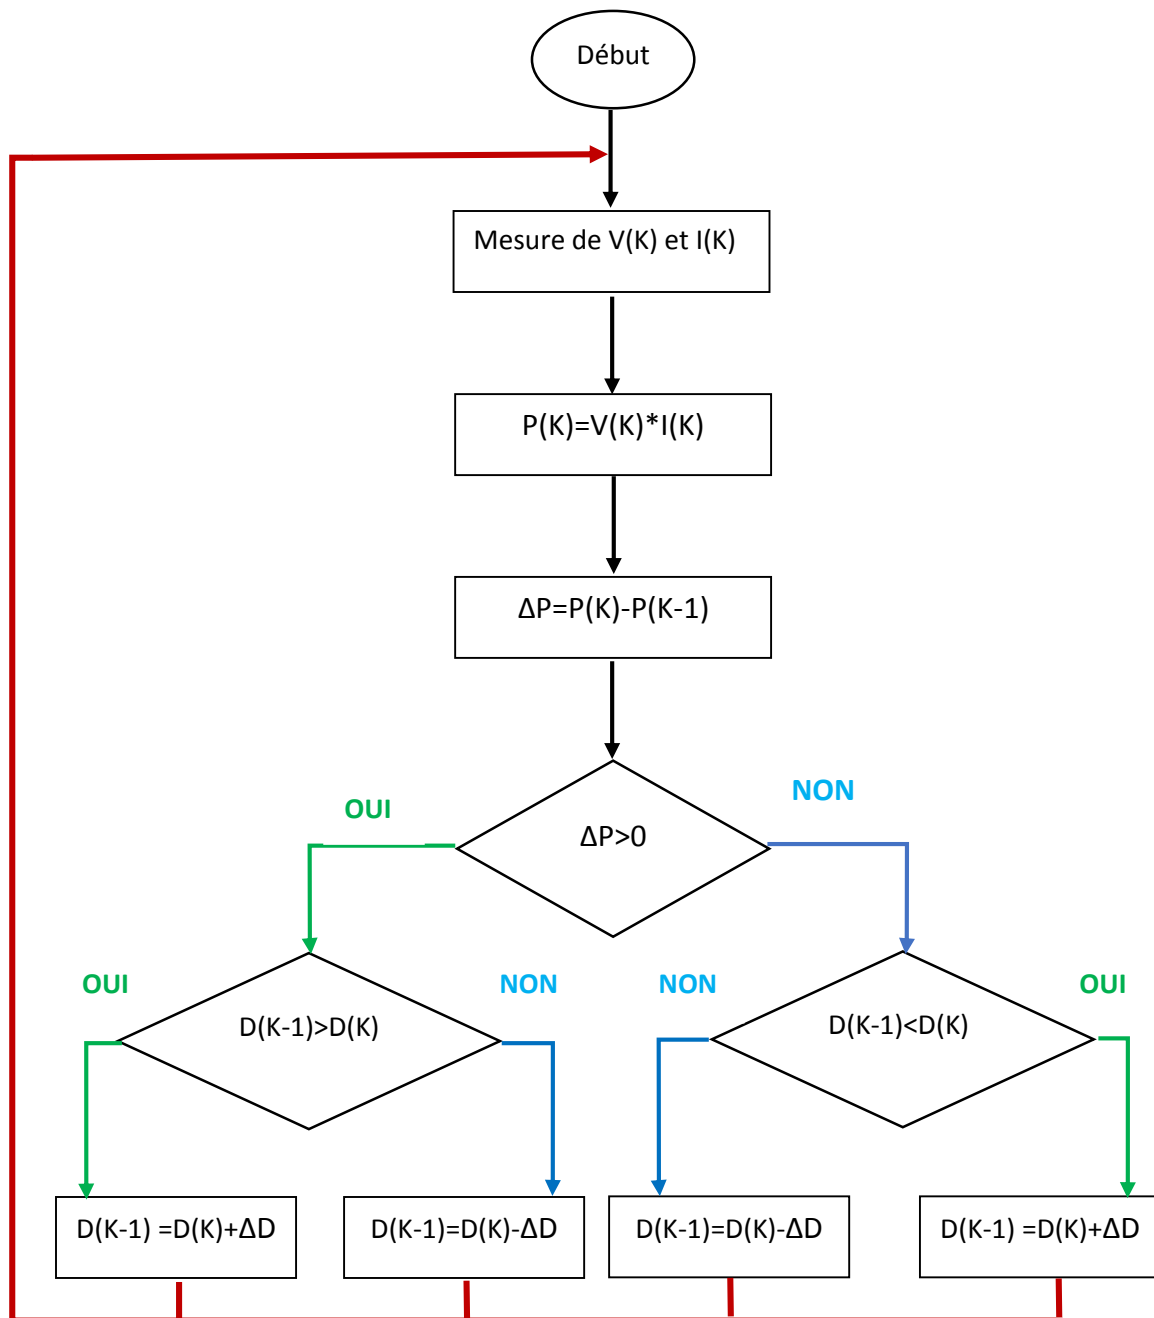 Début
Mesure de V(K) et I(K)
P(K)=V(K)*I(K)
ΔP=P(K)-P(K-1)
ΔP>0
OUI
NON
D(K-1)>D(K)
OUI
NON
D(K-1)<D(K)
NON
OUI
D(K-1) =D(K)+ΔD
D(K-1)=D(K)-ΔD
D(K-1)=D(K)-ΔD
D(K-1) =D(K)+ΔD